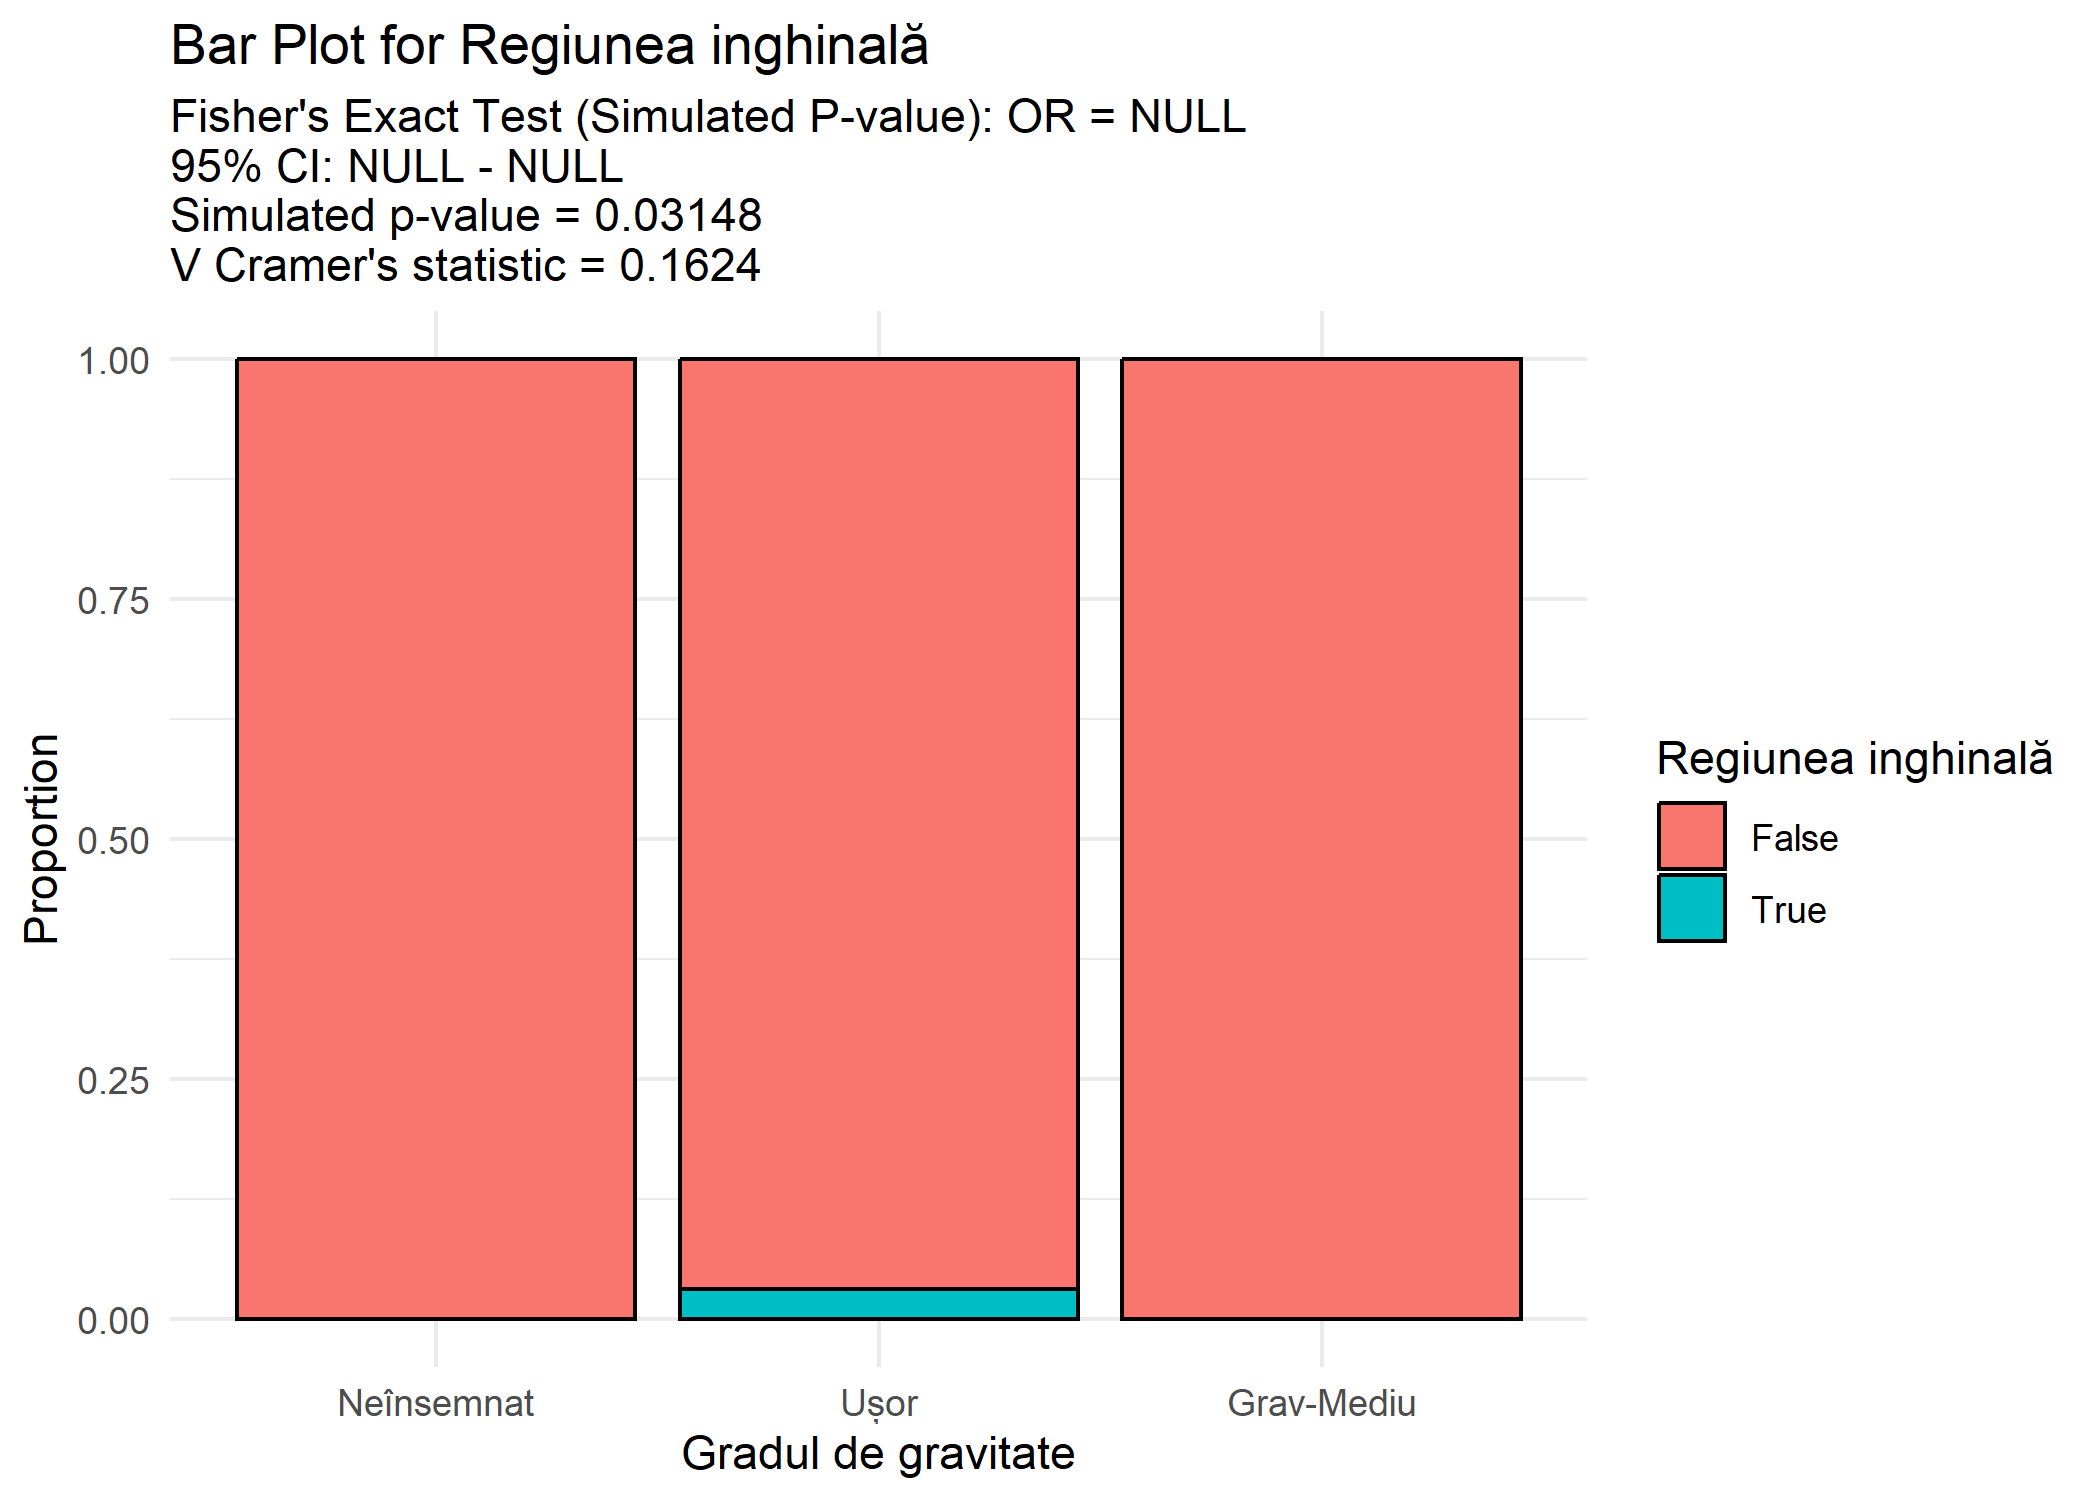 Bar Plot for Regiunea inghinală
Fisher's Exact Test (Simulated P-value): OR = NULL
95% CI: NULL - NULL
Simulated p-value = 0.03148
V Cramer's statistic = 0.1624
1.00
0.75
0.50
0.25
0.00
Proportion
Neînsemnat
Ușor
Grav-Mediu
Gradul de gravitate
Regiunea inghinală
False
True